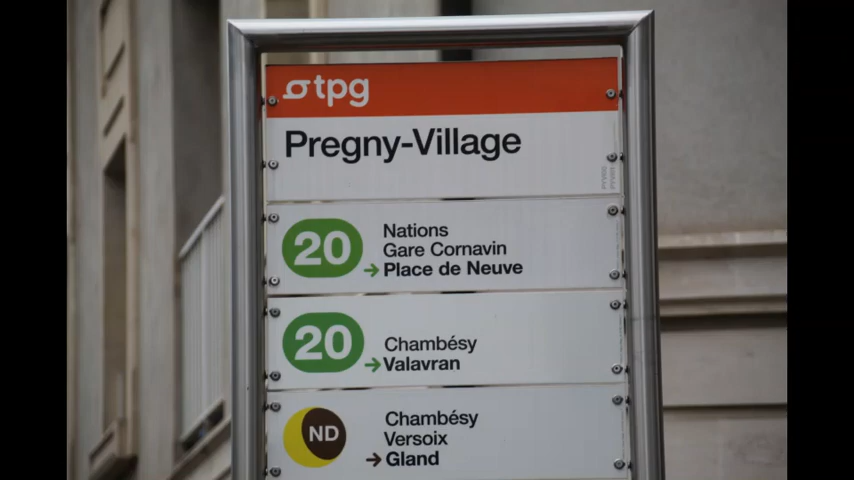 tpg
Pregny-Village
20
Nations
Gare Cornavin
→Place de Neuve
20
Chambésy
→Valavran
ND
Chambésy
Versoix
→Gland